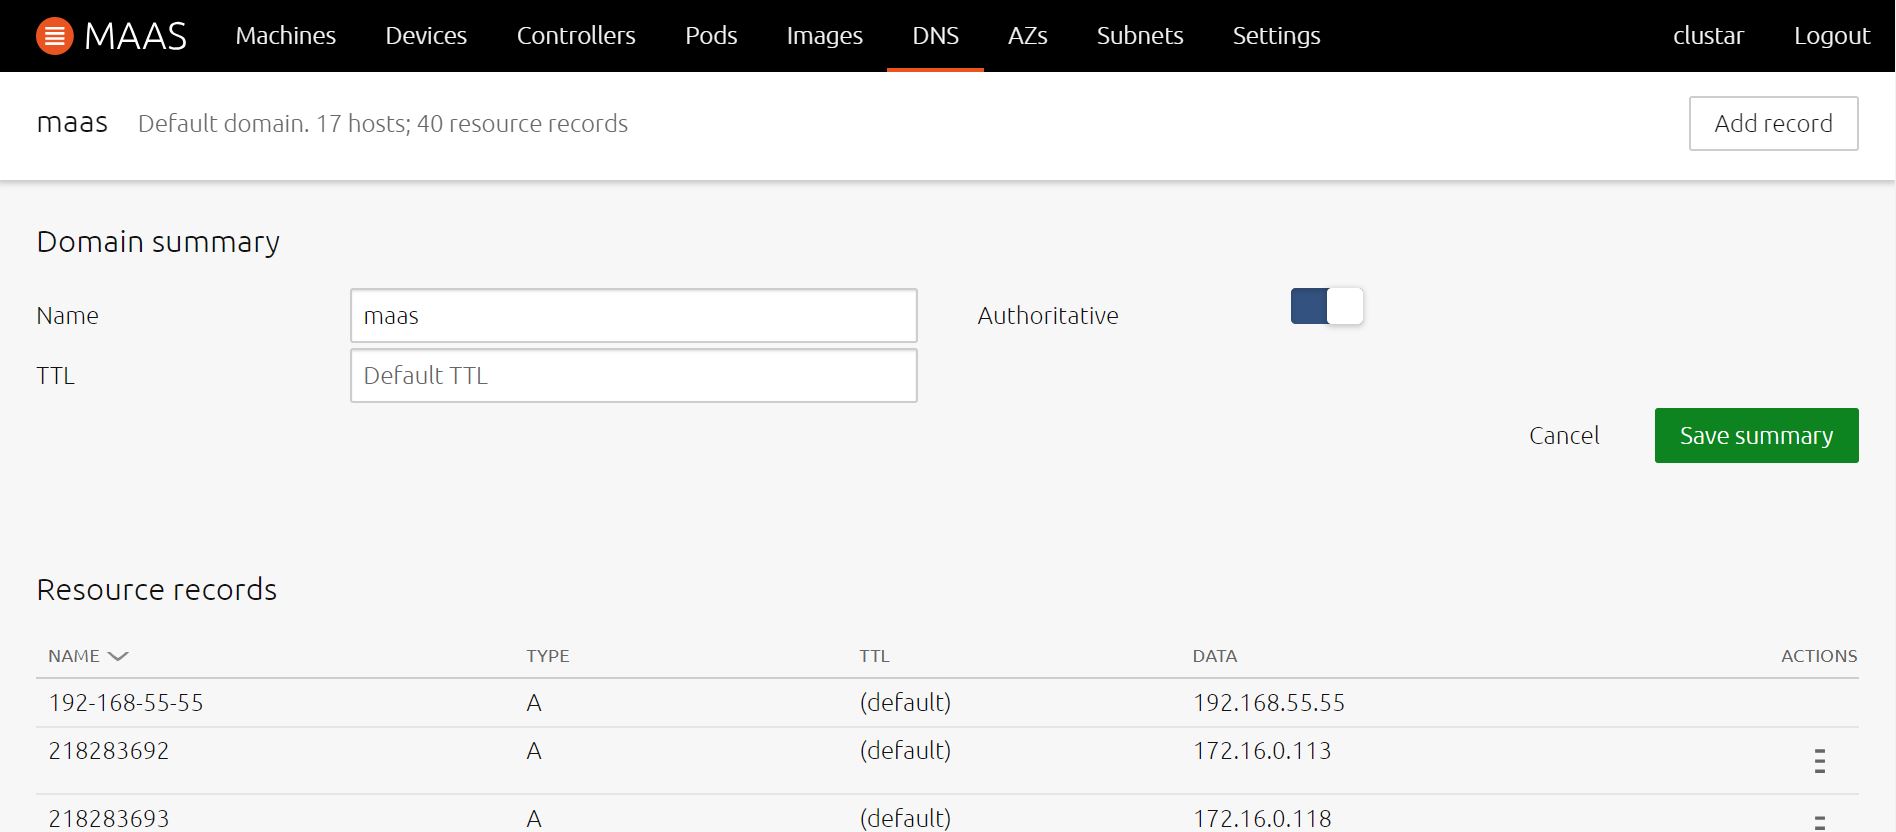 MAAS Machines Devices Controllers Pods Images DNS AZs Subnets Settings clustar Logout
maas Default domain. 17 hosts; 40 resource records Add record
Domain summary
Name maas Authoritative
TTL Default TTL
Cancel Save summary
Resource records
NAME TYPE TTL DATA ACTIONS
192-168-55-55 A (default) 192.168.55.55
218283692 A (default) 172.16.0.113
218283693 A (default) 172.16.0.118